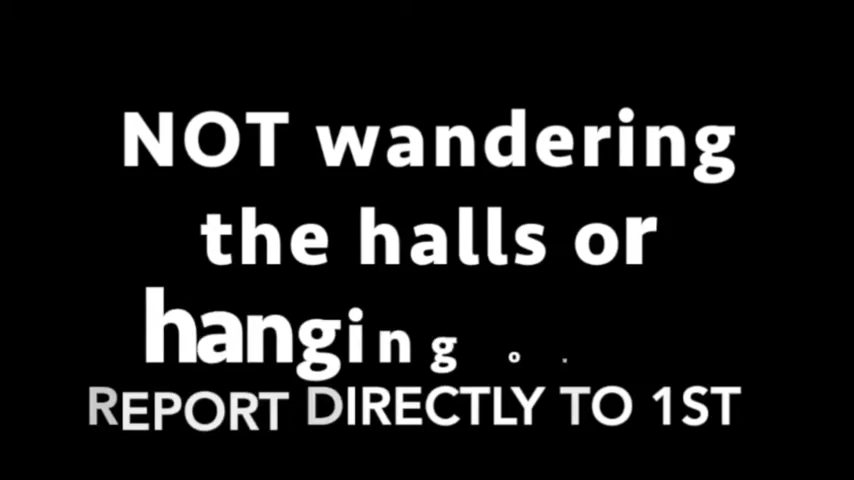 NOT wandering
the halls or
hanging
REPORT DIRECTLY TO 1ST